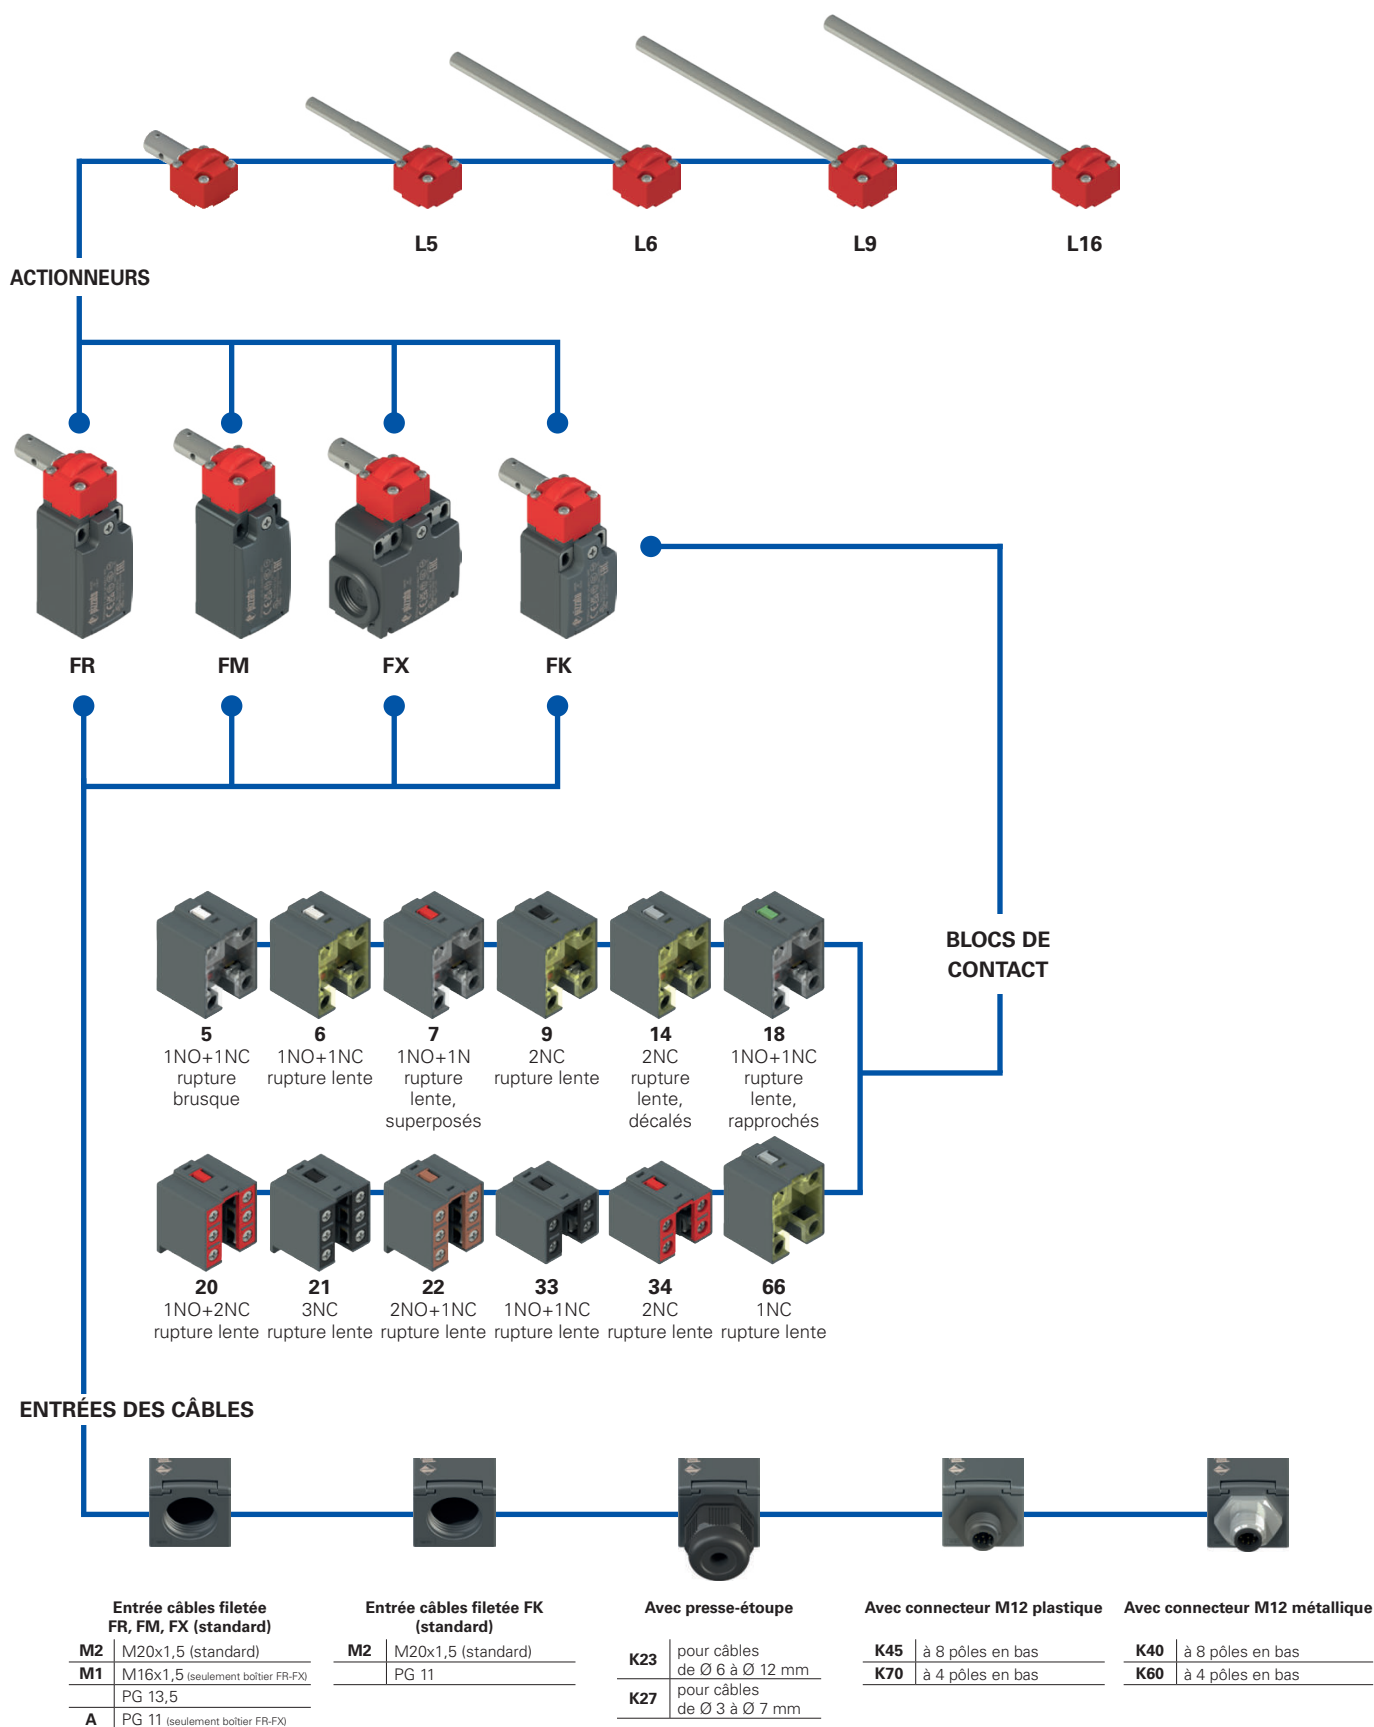 L5 L6 L9 L16
ACTIONNEURS
FR FM FX FK
BLOCS DE
CONTACT
5 6 7 9 14 18
1NO+1NC 1NO+1NC 1NO+1N 2NC 2NC 1NO+1NC
rupture rupture lente rupture rupture lente rupture rupture
brusque lente, lente, lente,
superposés décalés rapprochés
20 21 22 33 34 66
1NO+2NC 3NC 2NO+1NC 1NO+1NC 2NC 1NC
rupture lente rupture lente rupture lente rupture lente rupture lente rupture lente
ENTRÉES DES CÂBLES
Entrée câbles filetée
FR, FM, FX (standard)
M2 M20x1,5 (standard)
M1 M16x1,5 (seulement boîtier FR-FX)
PG 13,5
A PG 11 (seulement boîtier FR-FX)
Entrée câbles filetée FK
(standard)
M2 M20x1,5 (standard)
PG 11
Avec presse-étoupe
K23 pour câbles
de Ø 6 à Ø 12 mm
K27 pour câbles
de Ø 3 à Ø 7 mm
Avec connecteur M12 plastique
K45 à 8 pôles en bas
K70 à 4 pôles en bas
Avec connecteur M12 métallique
K40 à 8 pôles en bas
K60 à 4 pôles en bas